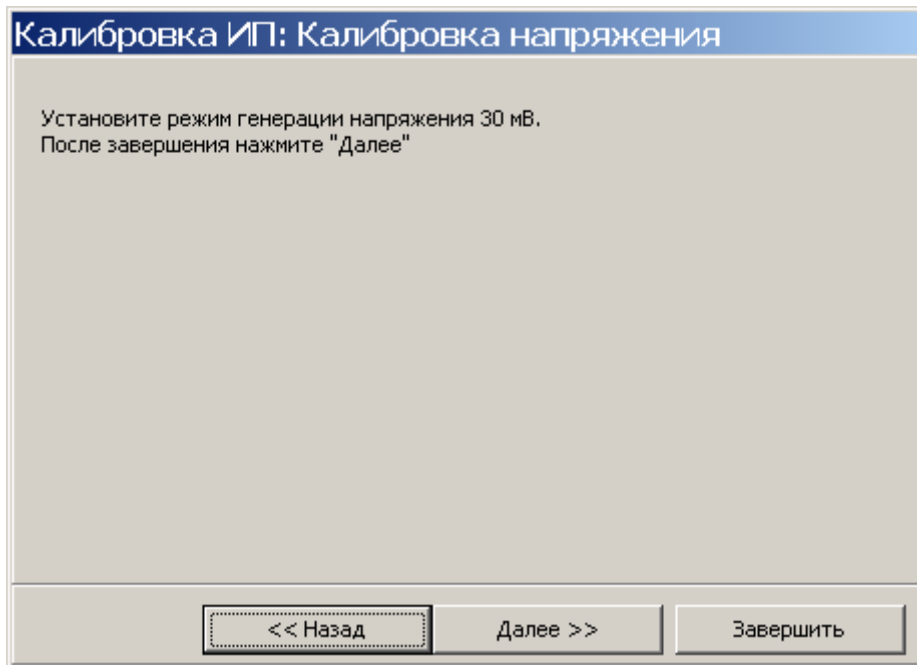 Калибровка ИП: Калибровка напряжения
Установите режим генерации напряжения 30 мВ.
После завершения нажмите "Далее"
<< Назад
Далее >>
Завершить